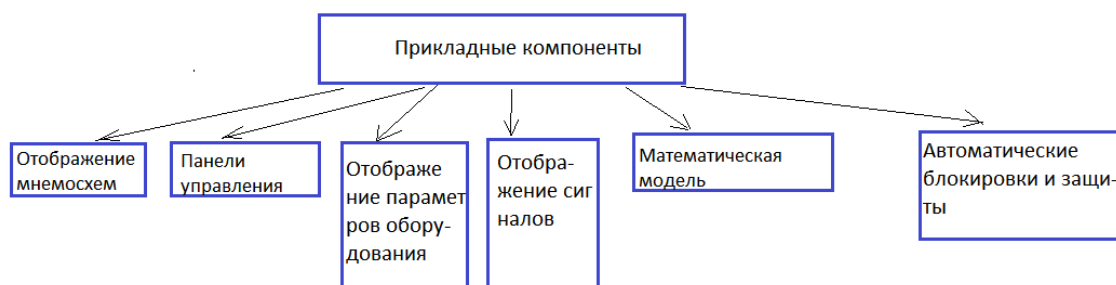 Прикладные компоненты
Отображение
мнемосхем
Панели
управления
Отображе
ние парамет
ров обору-
дования
Отобра-
жение сиг
налов
Математическая
модель
Автоматические
блокировки и защи-
ты